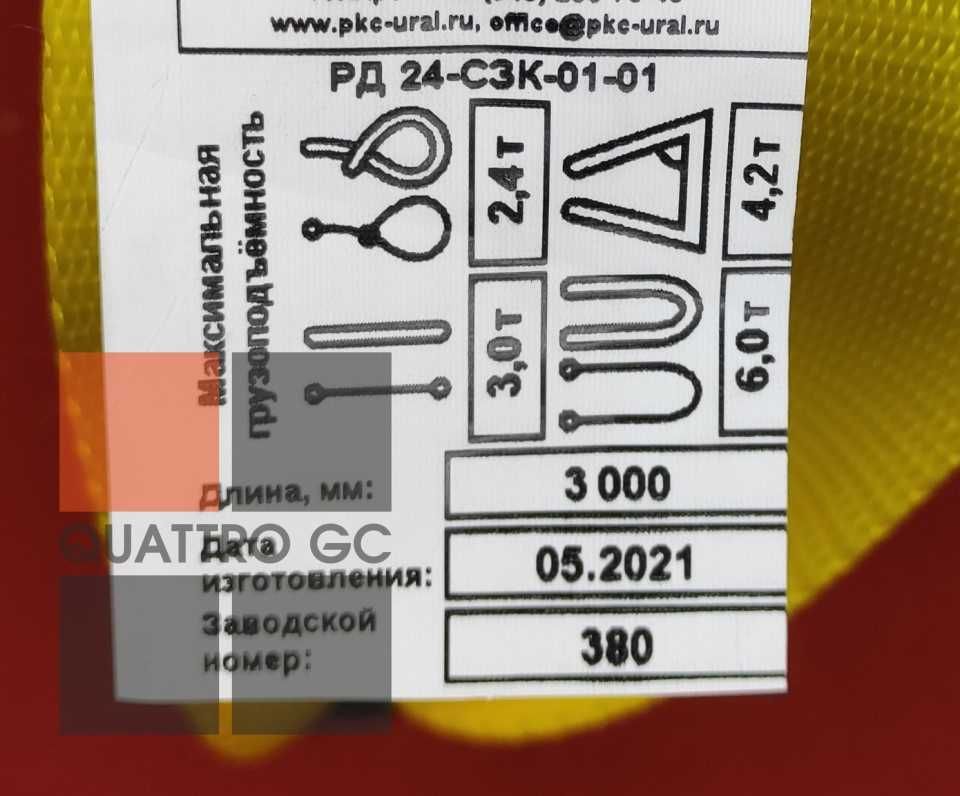 www.pkc-ural.ru, office@pkc-ural.ru
РД 24-СЗК-01-01
Максимальная
грузоподъёмность
2,4т
4,2т
3,0т
6,0т
Длина, мм:
3 000
QUATTRO GC
Дата
изготовления:
05.2021
Заводской
номер:
380